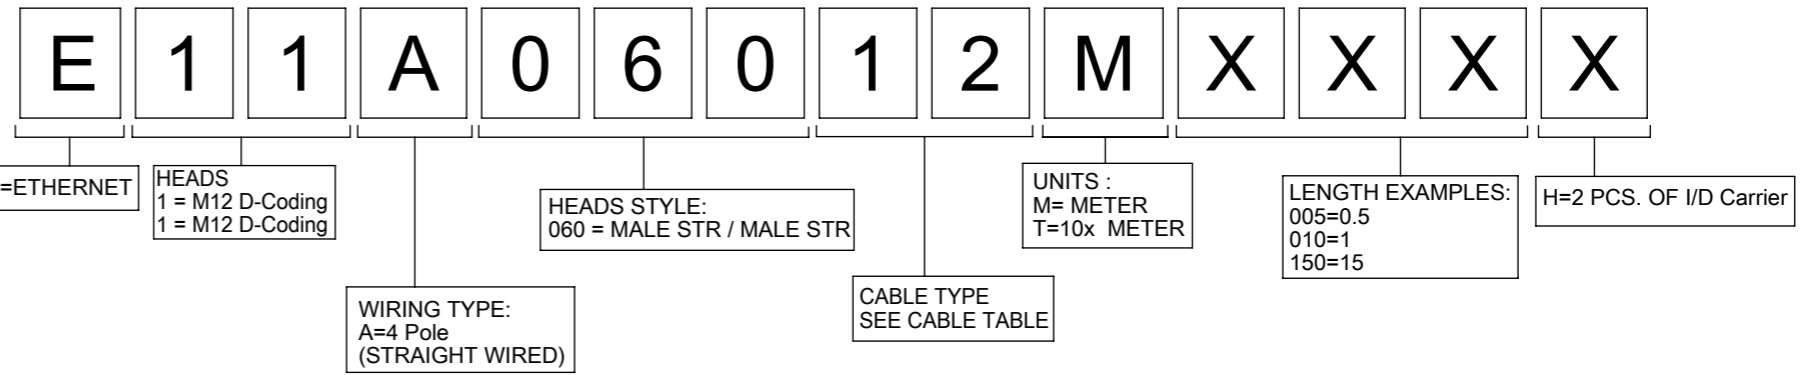 E 1 1 A 0 6 0 1 2 M X X X X
=ETHERNET
HEADS
1 = M12 D-Coding
1 = M12 D-Coding
WIRING TYPE:
A=4 Pole
(STRAIGHT WIRED)
HEADS STYLE:
060 = MALE STR / MALE STR
CABLE TYPE
SEE CABLE TABLE
UNITS :
M= METER
T=10x METER
LENGTH EXAMPLES:
005=0.5
010=1
150=15
H=2 PCS. OF I/D Carrier